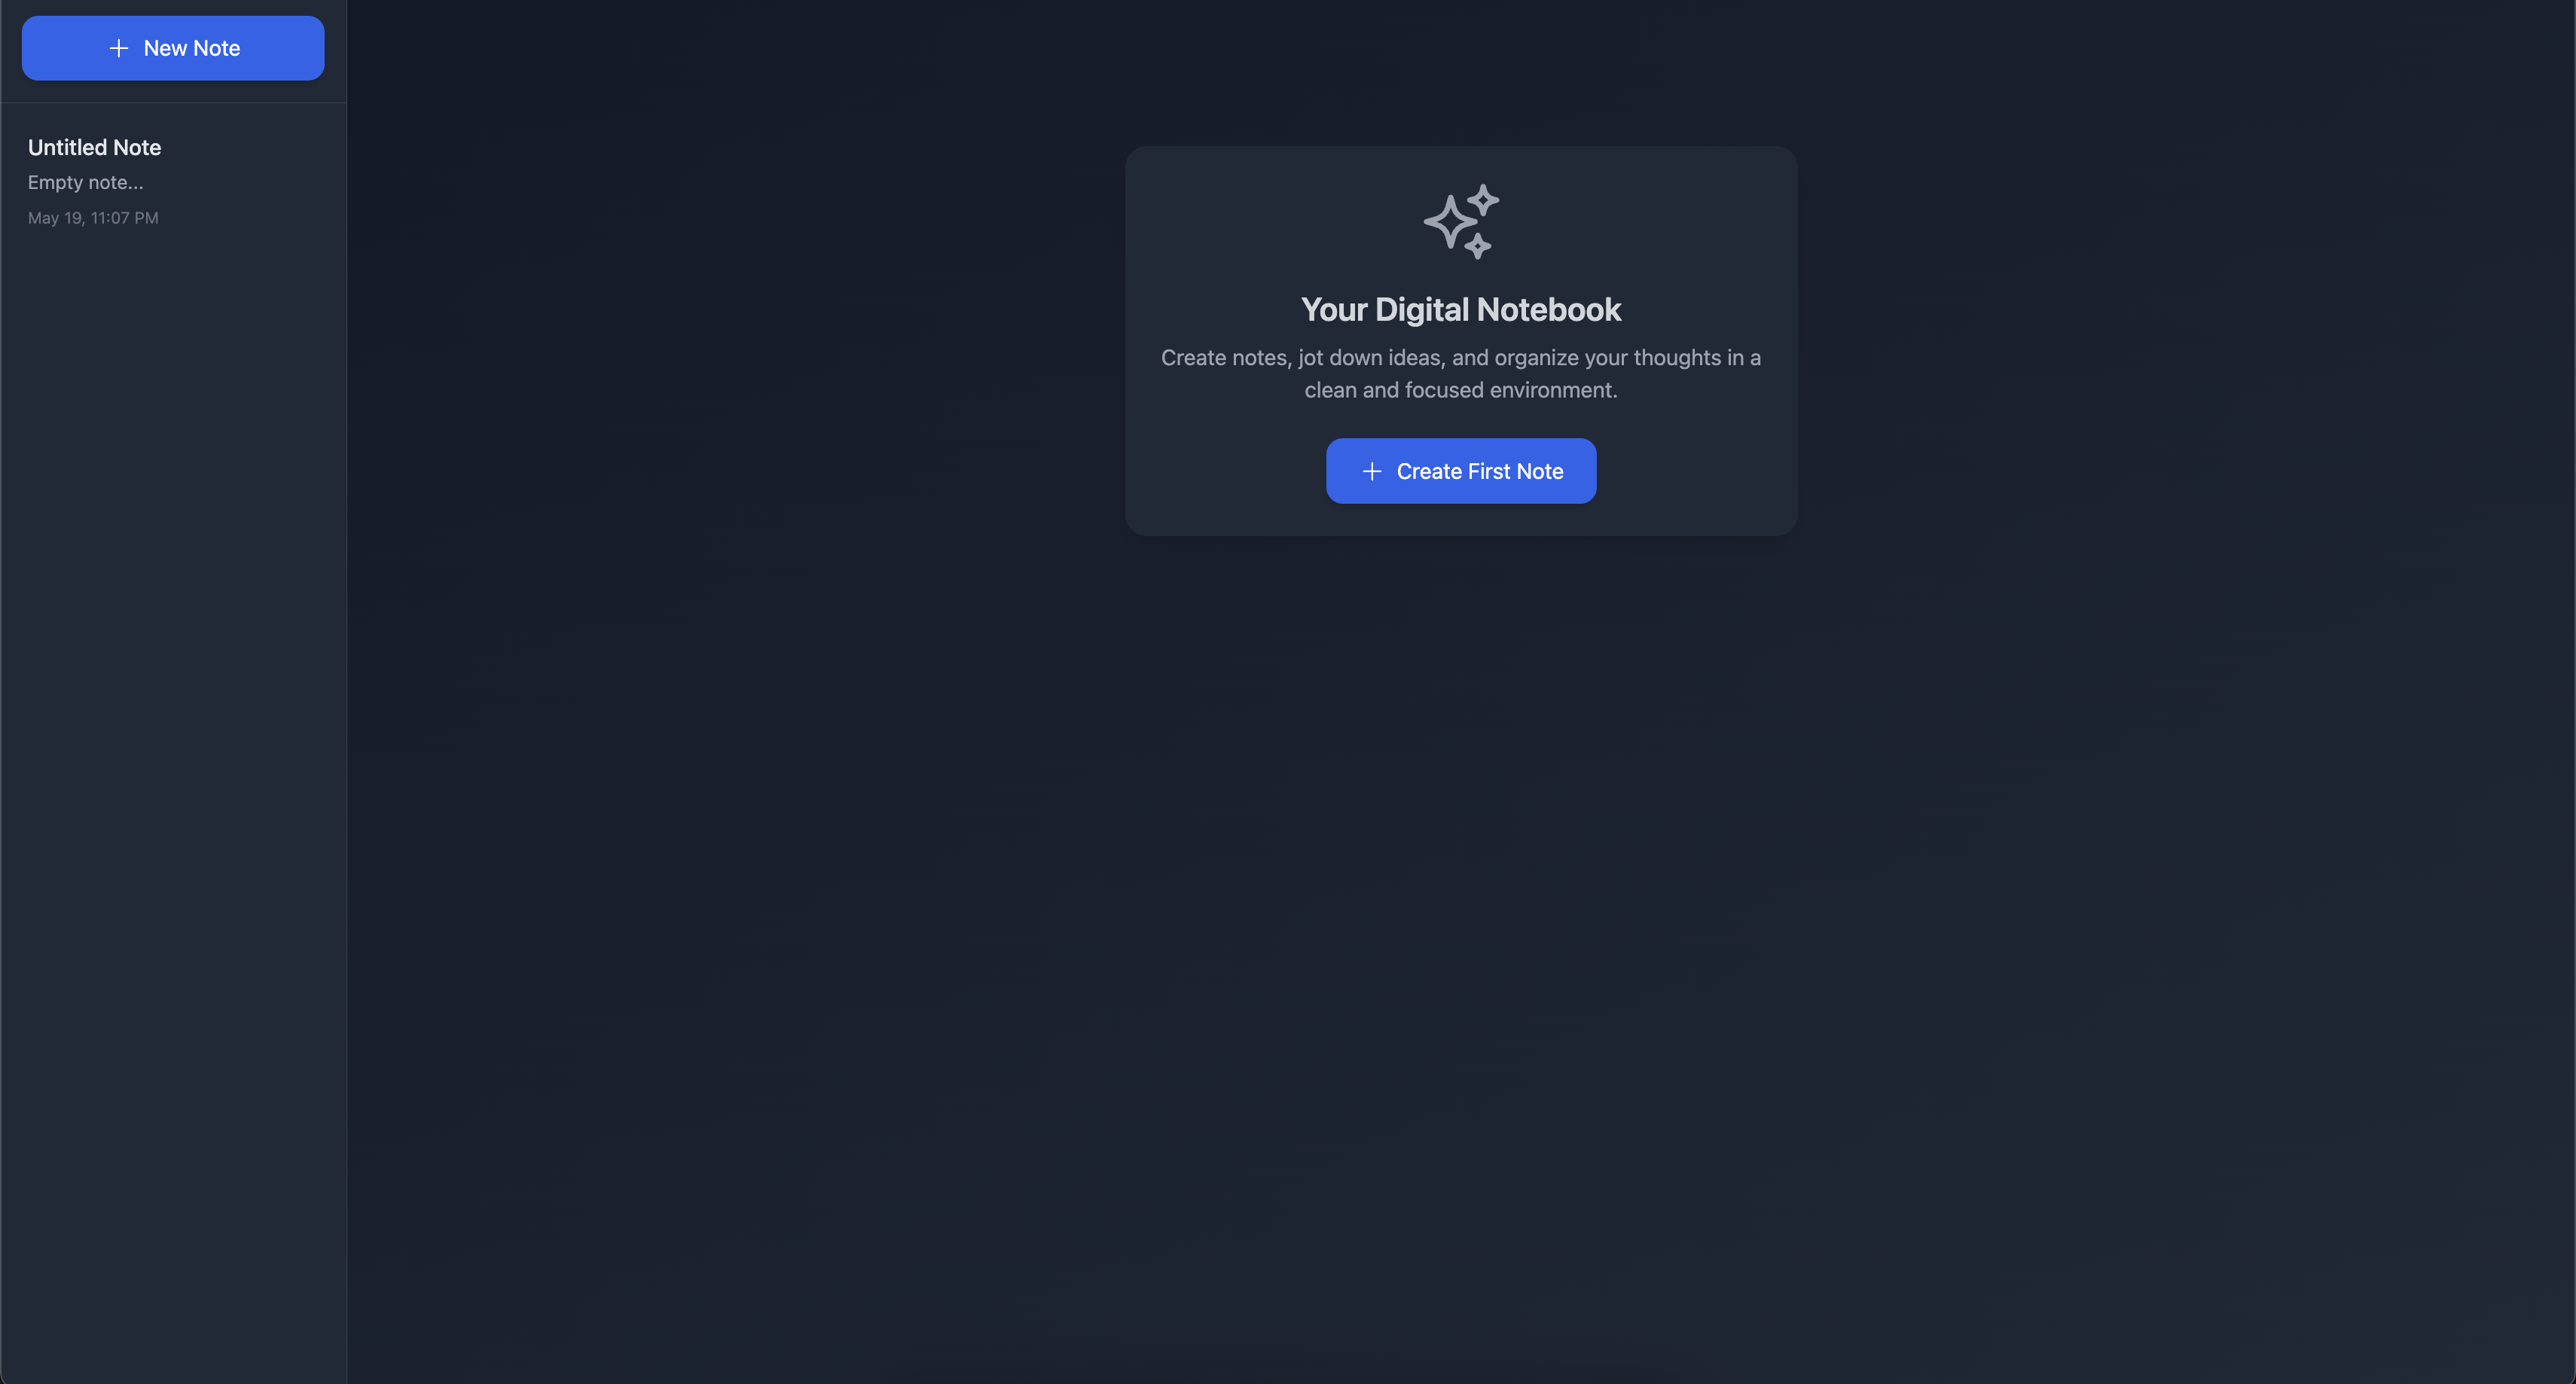 New Note
Untitled Note
Empty note...
May 19, 11:07 PM
Your Digital Notebook
Create notes, jot down ideas, and organize your thoughts in a
clean and focused environment.
Create First Note